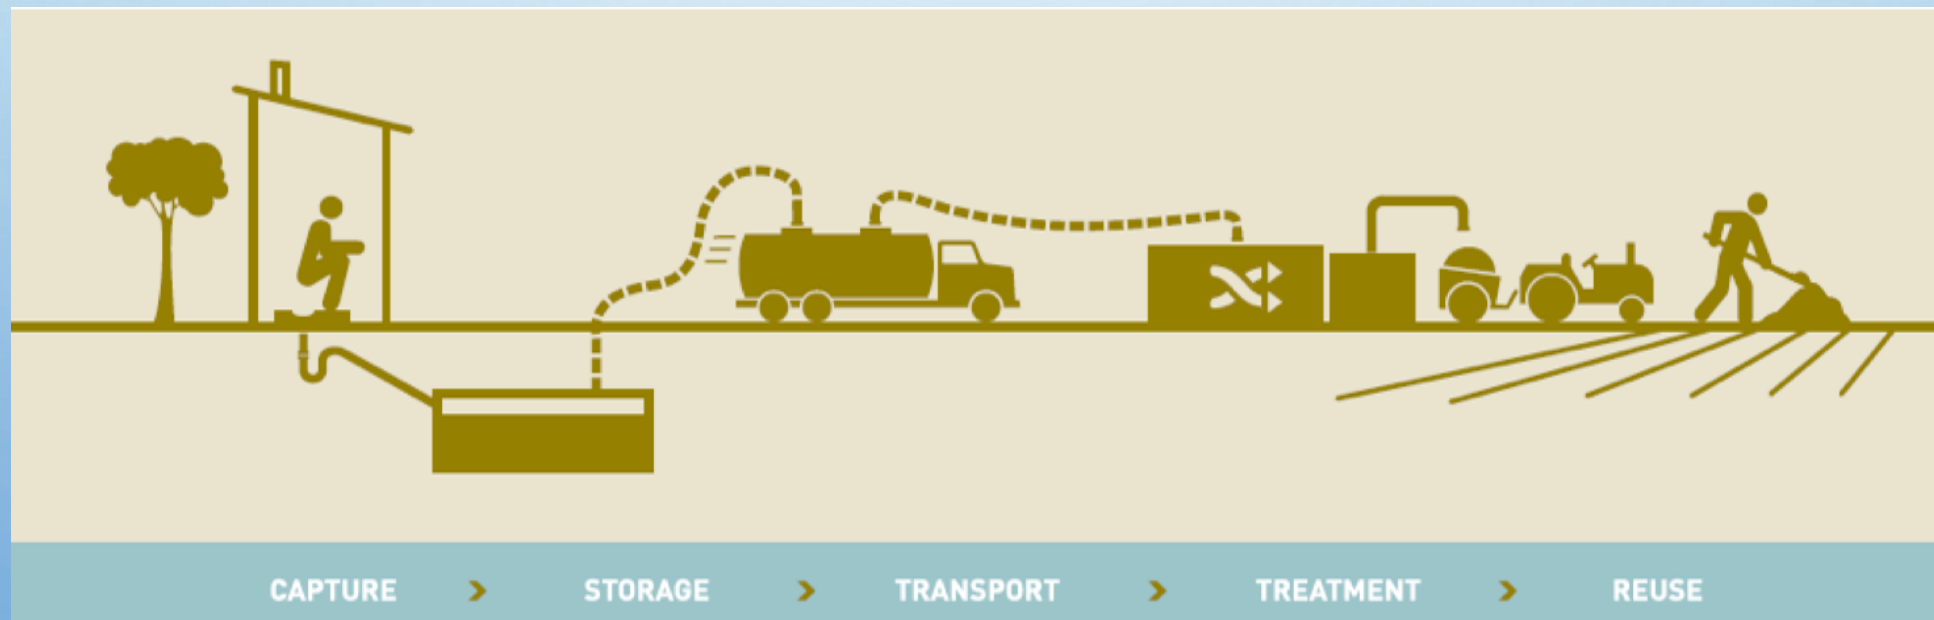 CAPTURE > STORAGE > TRANSPORT > TREATMENT > REUSE